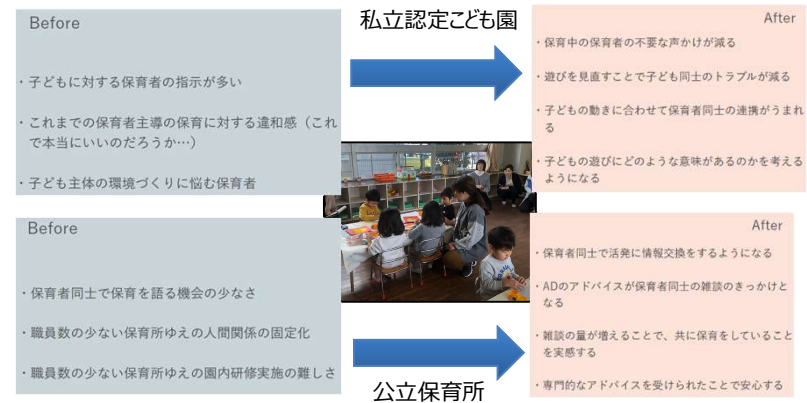 私立認定こども園
Before
・子どもに対する保育者の指示が多い
・これまでの保育者主導の保育に対する違和感（これ
で本当にいいのだろうか…）
・子ども主体の環境づくりに悩む保育者
After
・保育中の保育者の不要な声かけが減る
・遊びを見直すことで子ども同士のトラブルが減る
・子どもの動きに合わせて保育者同士の連携がうまれ
る
・子どもの遊びにどのような意味があるのかを考える
ようになる
Before
・保育者同士で保育を語る機会の少なさ
・職員数の少ない保育所ゆえの人間関係の固定化
・職員数の少ない保育所ゆえの園内研修実施の難しさ
After
・保育者同士で活発に情報交換をするようになる
・ADのアドバイスが保育者同士の雑談のきっかけと
なる
・雑談の量が増えることで、共に保育をしていること
を実感する
・専門的なアドバイスを受けられたことで安心する
公立保育所